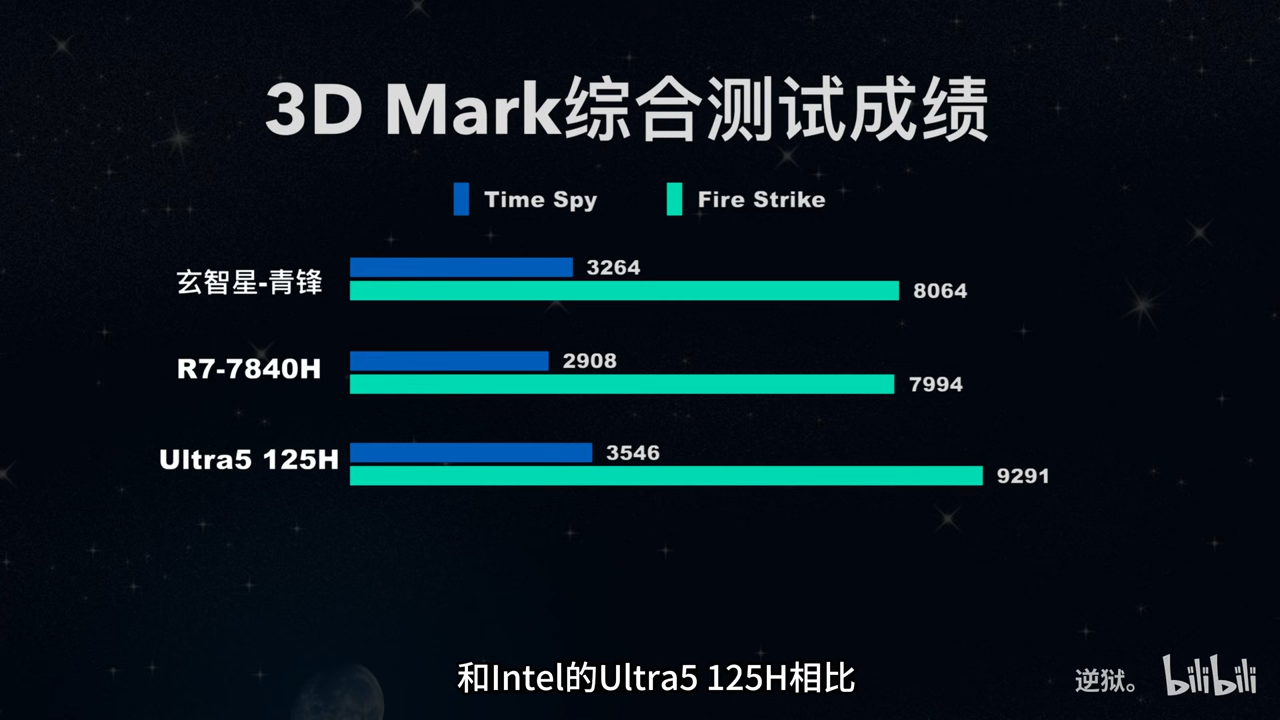 3D Mark综合测试成绩
Time Spy
Fire Strike
玄智星-青锋
3264
8064
R7-7840H
2908
7994
Ultra5 125H
3546
9291
和Intel的Ultra5 125H相比
逆狱。
bilibili